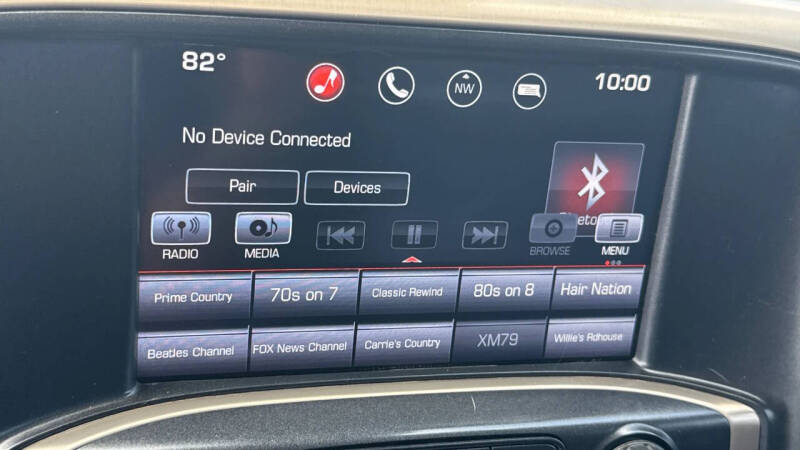 82°
NW
10:00
No Device Connected
Pair
Devices
RADIO
MEDIA
BROWSE
MENU
Prime Country
70s on 7
Classic Rewind
80s on 8
Hair Nation
Beatles Channel
FOX News Channel
Carrie's Country
XM79
Willie's Rdhouse